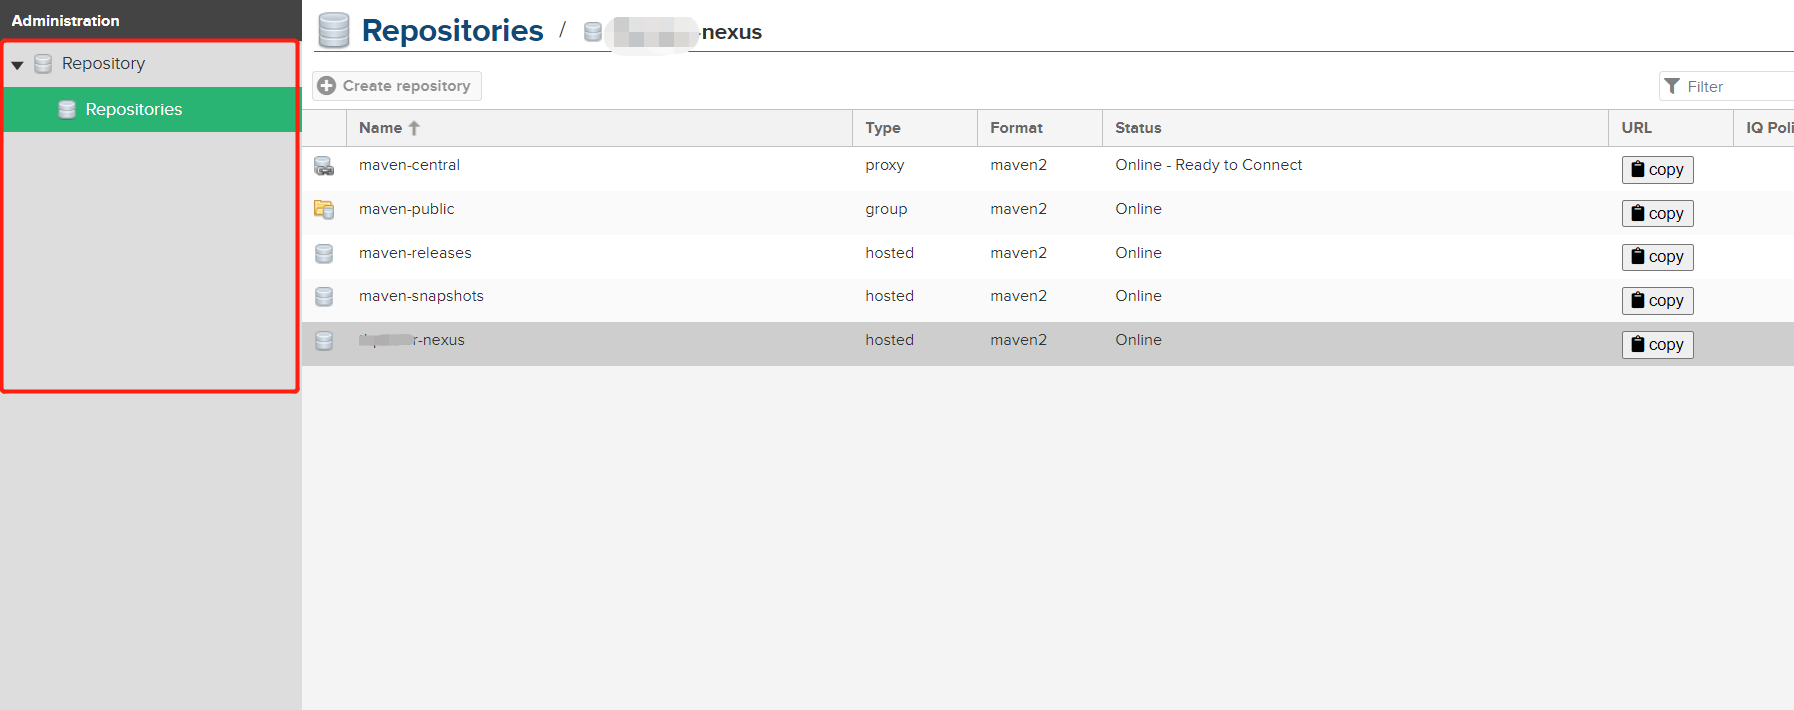 Administration
Repository
Repositories
Repositories / nexus
Create repository
Filter
Name Type Format Status URL IQ Poli
maven-central proxy maven2 Online - Ready to Connect copy
maven-public group maven2 Online copy
maven-releases hosted maven2 Online copy
maven-snapshots hosted maven2 Online copy
r-nexus hosted maven2 Online copy